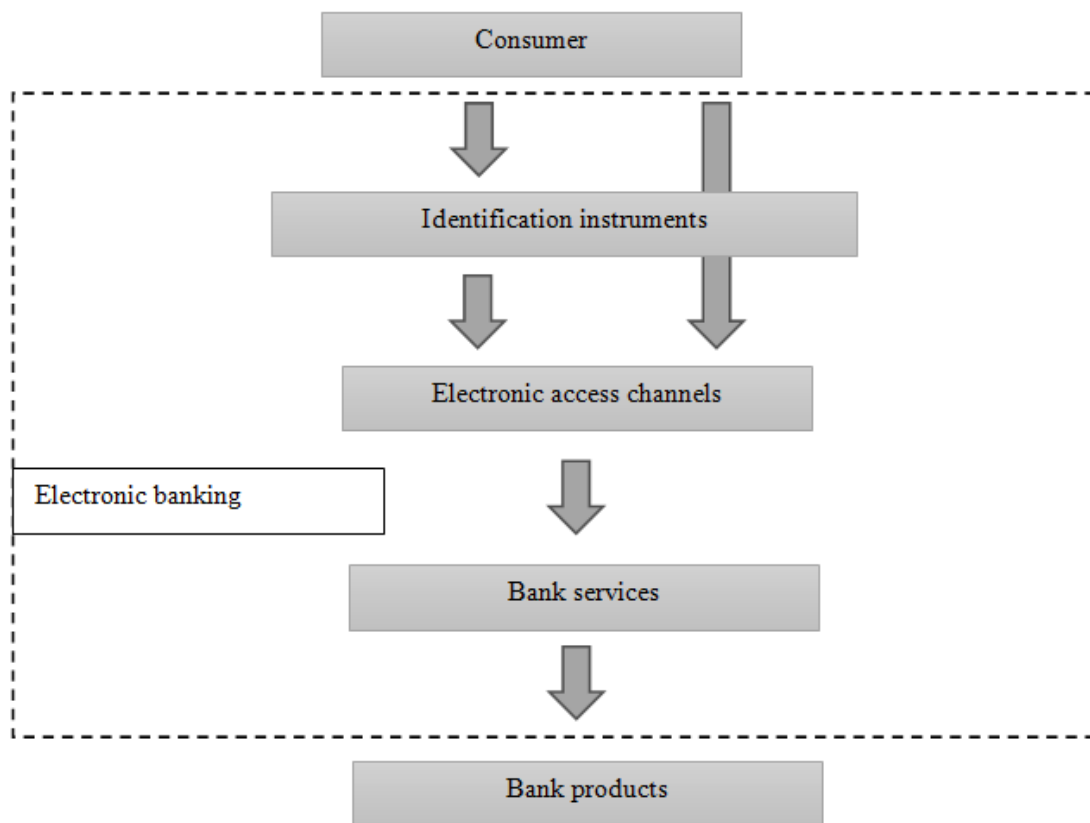 Consumer
Identification instruments
Electronic access channels
Electronic banking
Bank services
Bank products